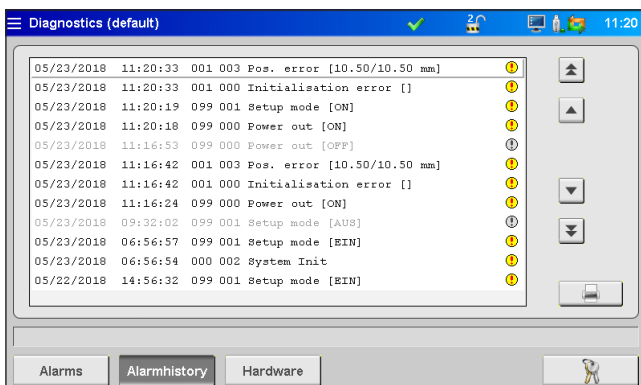 Diagnostics (default) 2 11:20
05/23/2018 11:20:33 001 003 Pos. error [10.50/10.50 mm]
05/23/2018 11:20:33 001 000 Initialisation error []
05/23/2018 11:20:19 099 001 Setup mode [ON]
05/23/2018 11:20:18 099 000 Power out [ON]
05/23/2018 11:16:53 099 000 Power out [OFF]
05/23/2018 11:16:42 001 003 Pos. error [10.50/10.50 mm]
05/23/2018 11:16:42 001 000 Initialisation error []
05/23/2018 11:16:24 099 000 Power out [ON]
05/23/2018 09:32:02 099 001 Setup mode [AUS]
05/23/2018 06:56:57 099 001 Setup mode [EIN]
05/23/2018 06:56:54 000 002 System Init
05/22/2018 14:56:32 099 001 Setup mode [EIN]
Alarms Alarmhistory Hardware